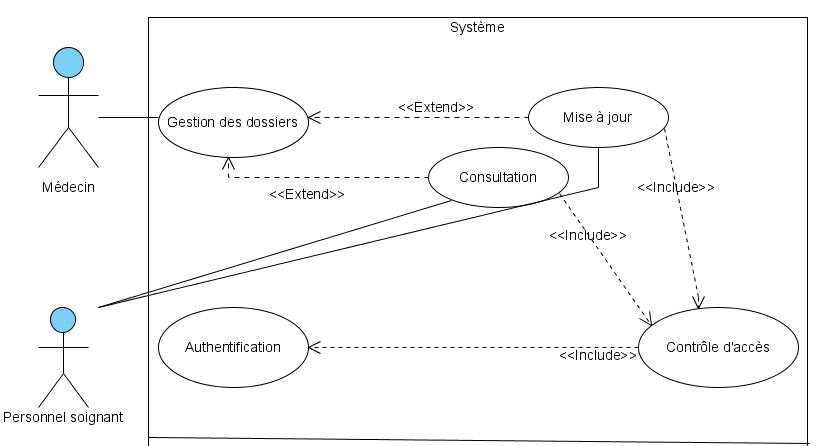 Système
<<Extend>>
Mise à jour
Gestion des dossiers
Consultation
Médecin
<<Extend>>
<<Include>>
<<Include>>
Authentification
Contrôle d'accès
<<Include>>
Personnel soignant